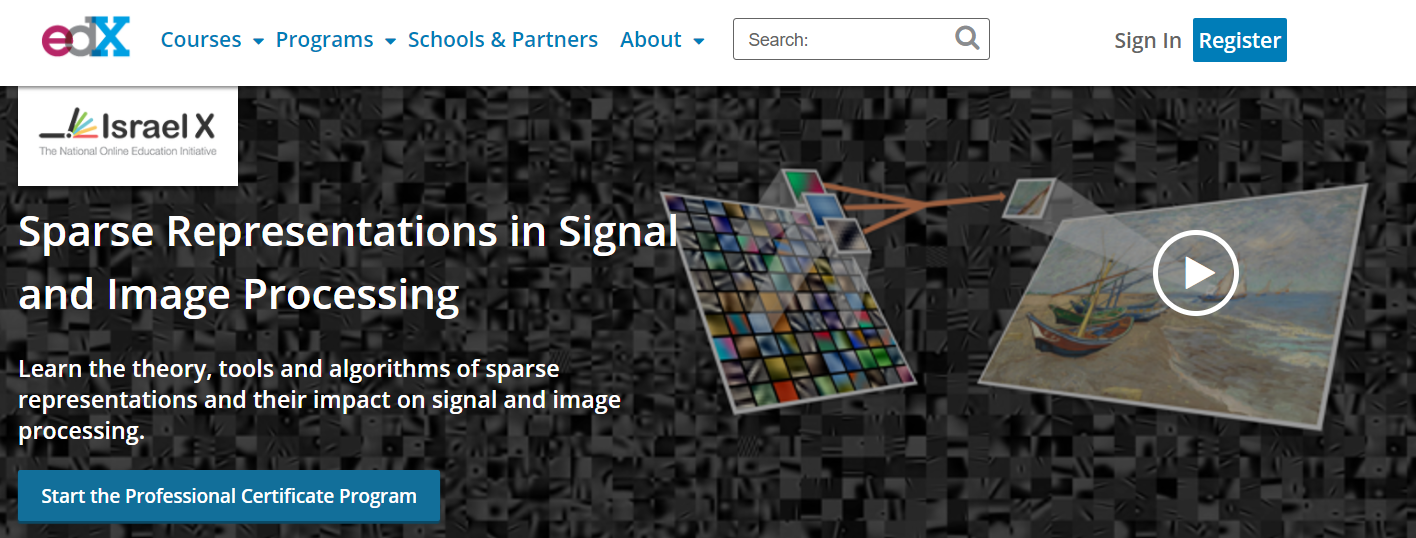 edX
Courses
Programs
Schools & Partners
About
Search:
Sign In
Register
Israel X
The National Online Education Initiative
Sparse Representations in Signal
and Image Processing
Learn the theory, tools and algorithms of sparse
representations and their impact on signal and image
processing.
Start the Professional Certificate Program